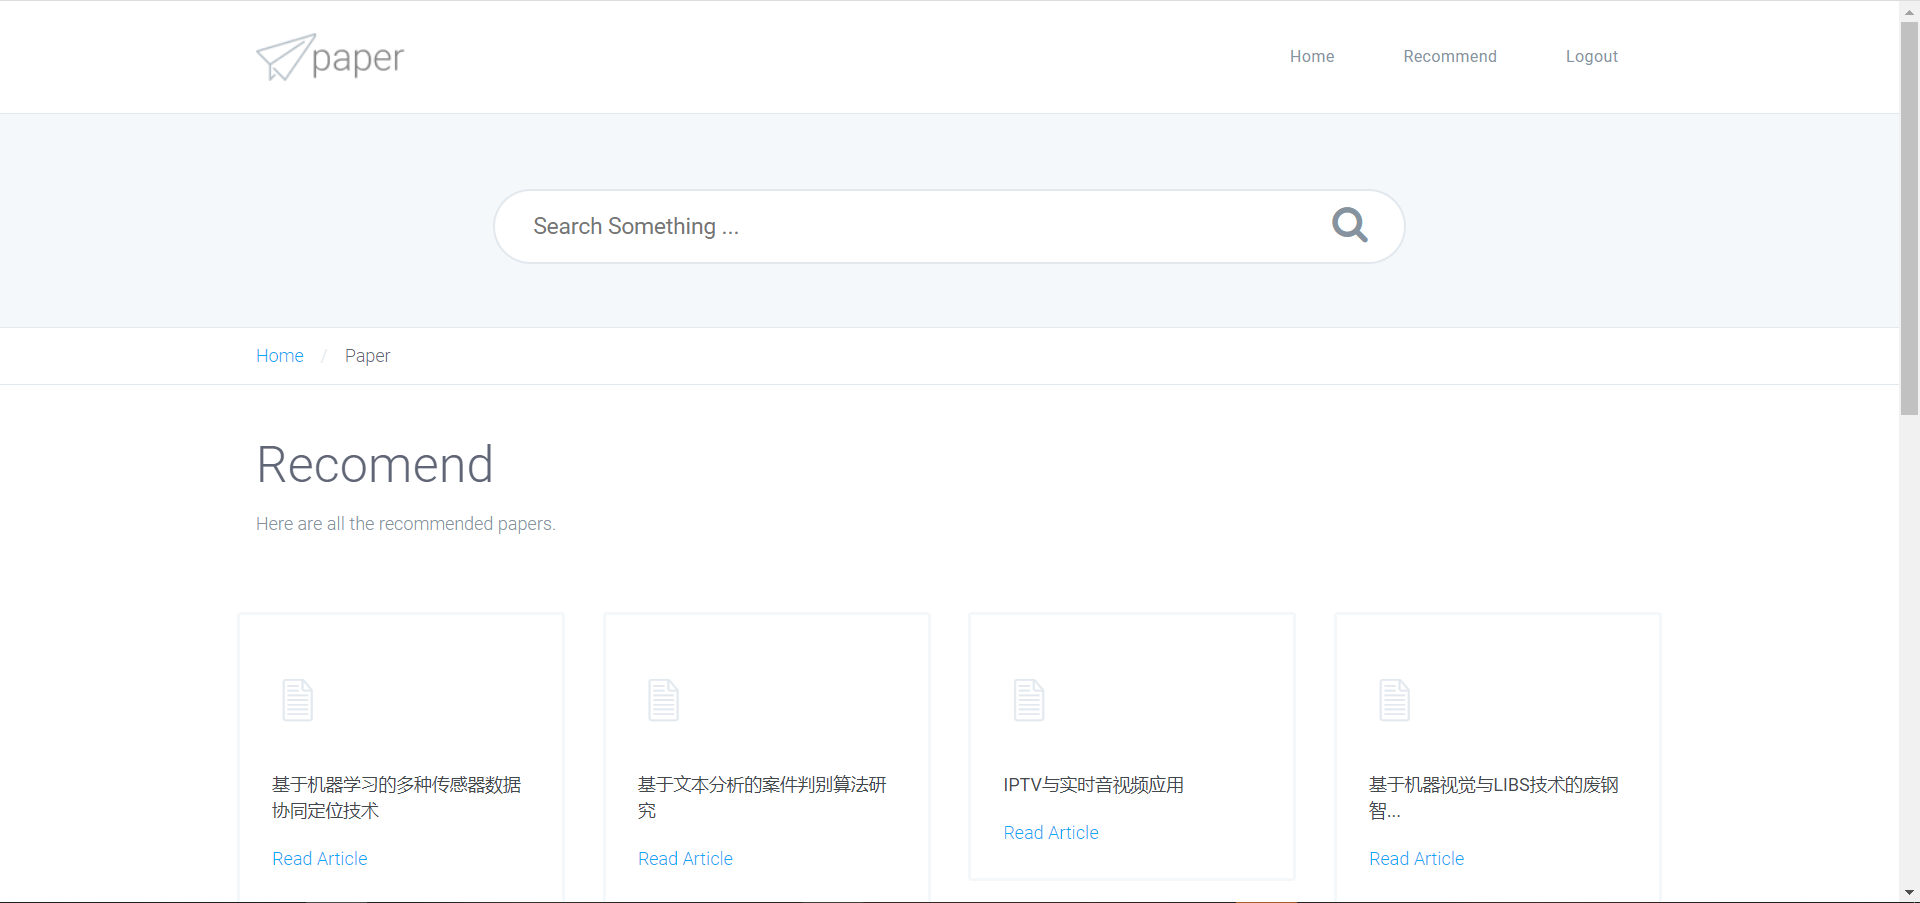 paper
Home
Recommend
Logout
Search Something ...
Home / Paper
Recomend
Here are all the recommended papers.
基于机器学习的多种传感器数据
协同定位技术
Read Article
基于文本分析的案件判别算法研
究
Read Article
IPTV与实时音视频应用
Read Article
基于机器视觉与LIBS技术的废钢
智...
Read Article